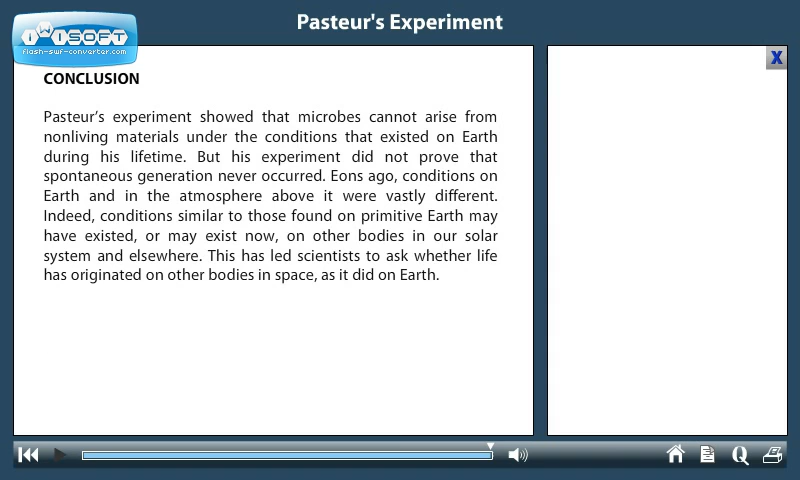 Pasteur's Experiment
iWiSOFT
flash-swf-converter.com
X
CONCLUSION
Pasteur’s experiment showed that microbes cannot arise from
nonliving materials under the conditions that existed on Earth
during his lifetime. But his experiment did not prove that
spontaneous generation never occurred. Eons ago, conditions on
Earth and in the atmosphere above it were vastly different.
Indeed, conditions similar to those found on primitive Earth may
have existed, or may exist now, on other bodies in our solar
system and elsewhere. This has led scientists to ask whether life
has originated on other bodies in space, as it did on Earth.
Q